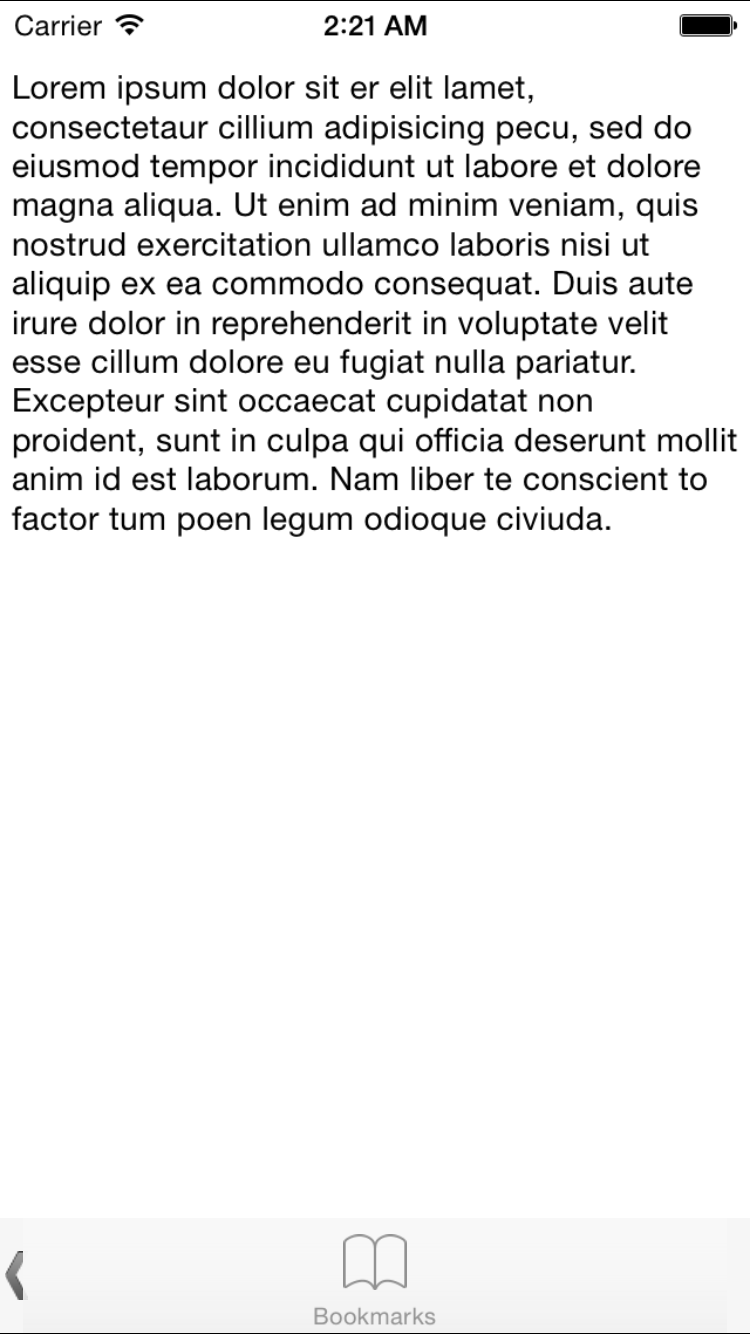 Carrier
2:21 AM
Lorem ipsum dolor sit er elit lamet,
consectetaur cillium adipisicing pecu, sed do
eiusmod tempor incididunt ut labore et dolore
magna aliqua. Ut enim ad minim veniam, quis
nostrud exercitation ullamco laboris nisi ut
aliquip ex ea commodo consequat. Duis aute
irure dolor in reprehenderit in voluptate velit
esse cillum dolore eu fugiat nulla pariatur.
Excepteur sint occaecat cupidatat non
proident, sunt in culpa qui officia deserunt mollit
anim id est laborum. Nam liber te conscient to
factor tum poen legum odioque civiuda.
Bookmarks